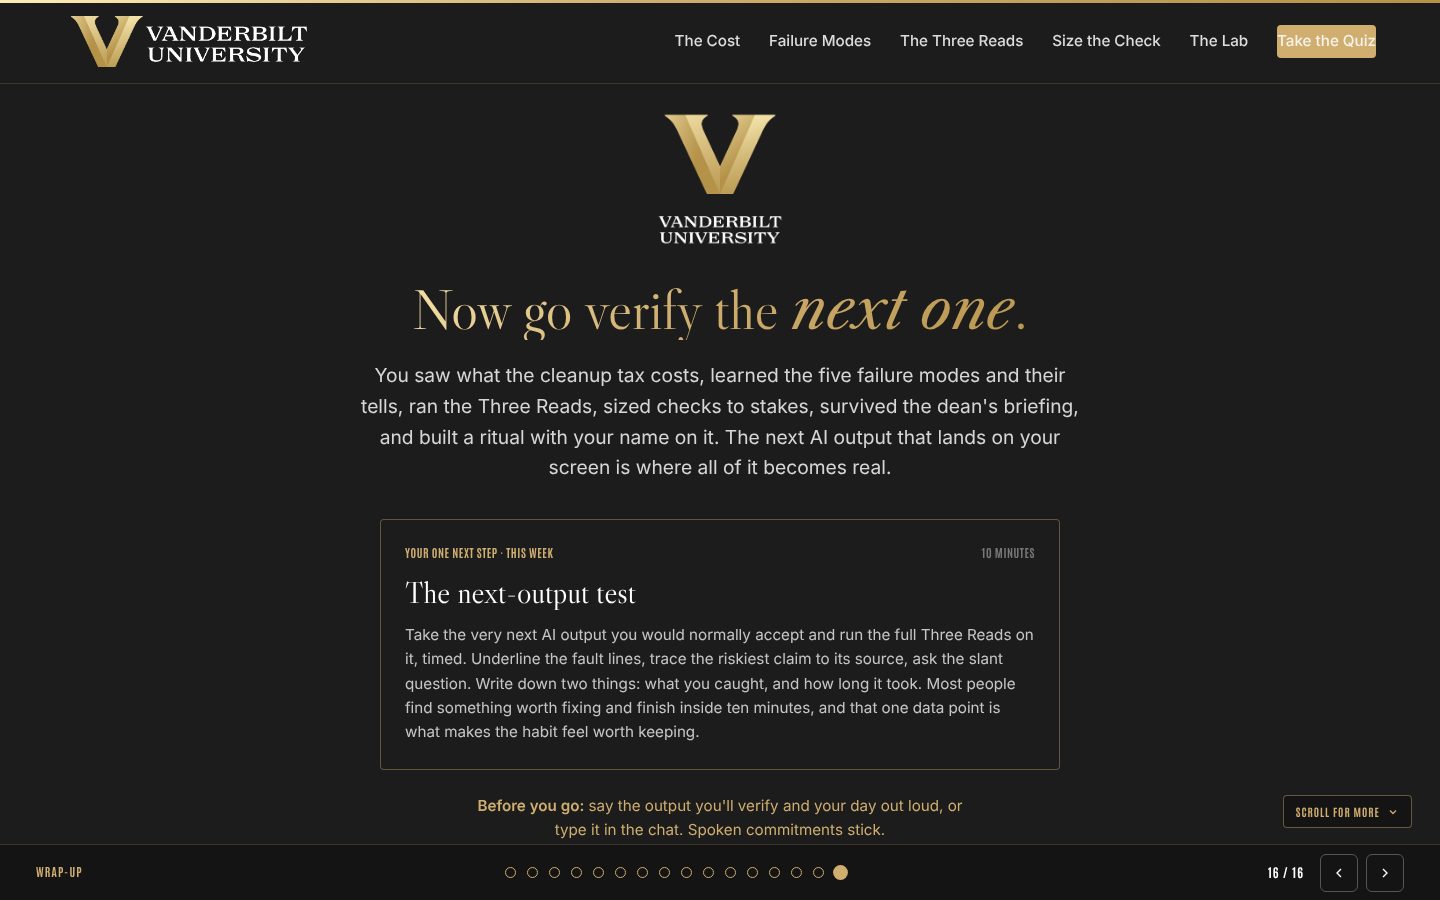 VANDERBILT
UNIVERSITY
The Cost
Failure Modes
The Three Reads
Size the Check
The Lab
Take the Quiz
VANDERBILT
UNIVERSITY
Now go verify the next one.
You saw what the cleanup tax costs, learned the five failure modes and their
tells, ran the Three Reads, sized checks to stakes, survived the dean's briefing,
and built a ritual with your name on it. The next AI output that lands on your
screen is where all of it becomes real.
YOUR ONE NEXT STEP · THIS WEEK
10 MINUTES
The next-output test
Take the very next AI output you would normally accept and run the full Three Reads on
it, timed. Underline the fault lines, trace the riskiest claim to its source, ask the slant
question. Write down two things: what you caught, and how long it took. Most people
find something worth fixing and finish inside ten minutes, and that one data point is
what makes the habit feel worth keeping.
Before you go: say the output you'll verify and your day out loud, or
type it in the chat. Spoken commitments stick.
SCROLL FOR MORE
WRAP-UP
16 / 16